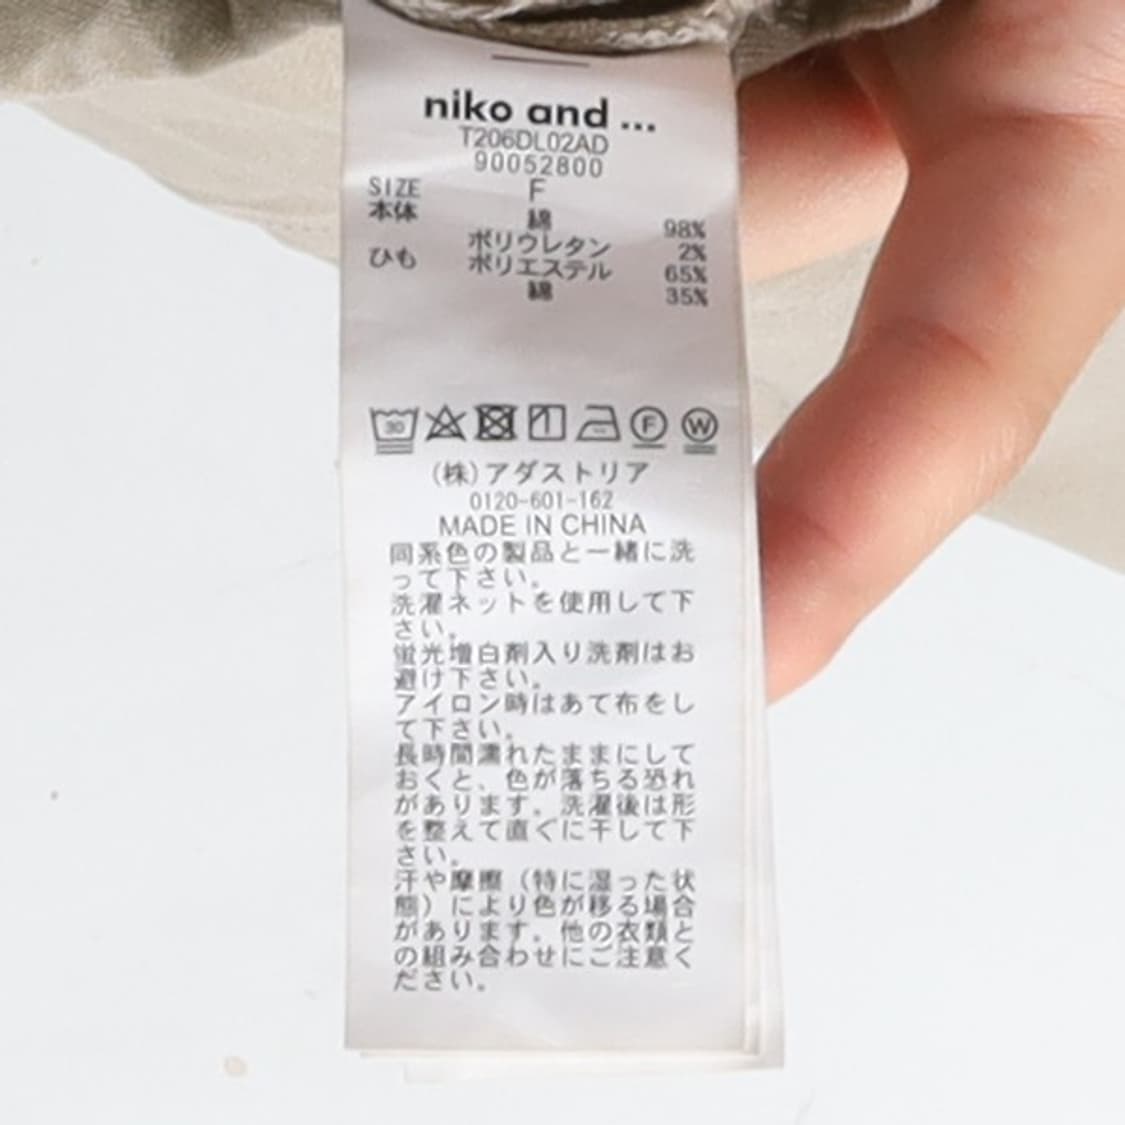 niko and ...
T206DL02AD
90052800
SIZE F
本体 綿 98%
ポリウレタン 2%
ひも ポリエステル 65%
綿 35%
30 F W
(株)アダストリア
0120-601-162
MADE IN CHINA
同系色の製品と一緒に洗
って下さい。
洗濯ネットを使用して下
さい。
蛍光増白剤入り洗剤はお
避け下さい。
アイロン時はあて布をし
て下さい。
長時間濡れたままにして
おくと、色が落ちる恐れ
があります。洗濯後は形
を整えて直ぐに干して下
さい。
汗や摩擦（特に湿った状
態）により色が移る場合
があります。他の衣類と
の組み合わせにご注意く
ださい。